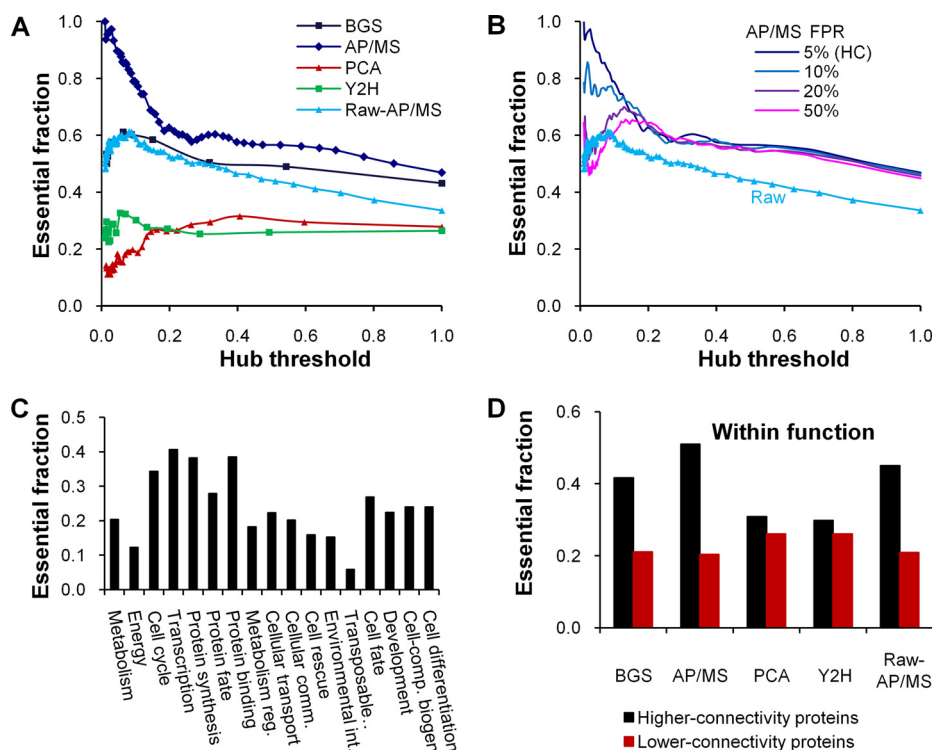 A
BGS
AP/MS
PCA
Y2H
Raw-AP/MS
Essential fraction
1.0
0.8
0.6
0.4
0.2
0.0
0.0 0.2 0.4 0.6 0.8 1.0
Hub threshold
B
AP/MS FPR
5% (HC)
10%
20%
50%
Raw
Essential fraction
1.0
0.8
0.6
0.4
0.2
0.0
0.0 0.2 0.4 0.6 0.8 1.0
Hub threshold
C
Essential fraction
0.5
0.4
0.3
0.2
0.1
0.0
Metabolism
Energy
Cell cycle
Transcription
Protein synthesis
Protein fate
Protein binding
Metabolism reg.
Cellular transport
Cellular comm.
Cell rescue
Environmental int.
Transposable…
Cell fate
Development
Cell-comp. biogen
Cell differentiation
D
Within function
Essential fraction
0.6
0.4
0.2
0.0
BGS
AP/MS
PCA
Y2H
Raw-
AP/MS
Higher-connectivity proteins
Lower-connectivity proteins